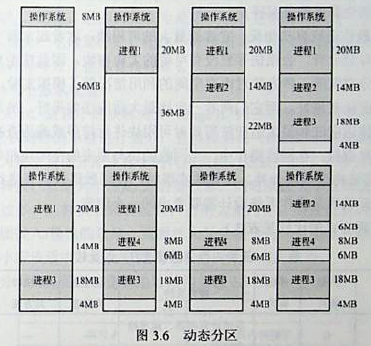 操作系统 8MB
56MB
操作系统
进程1 20MB
36MB
操作系统
进程1 20MB
进程2 14MB
22MB
操作系统
进程1 20MB
进程2 14MB
进程3 18MB
4MB
操作系统
进程1 20MB
14MB
进程3 18MB
4MB
操作系统
进程1 20MB
进程4 8MB
6MB
进程3 18MB
4MB
操作系统
20MB
进程4 8MB
6MB
进程3 18MB
4MB
操作系统
进程2 14MB
6MB
进程4 8MB
6MB
进程3 18MB
4MB
图 3.6 动态分区